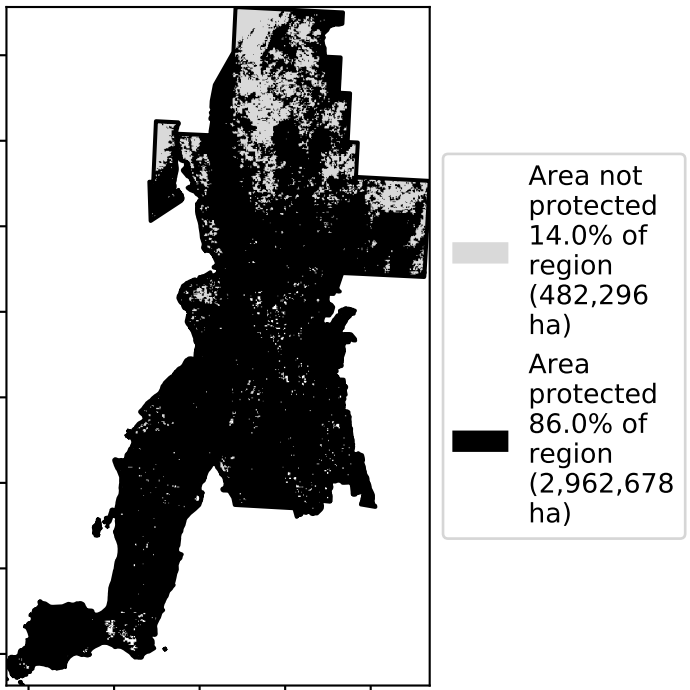 Area not
protected
14.0% of
region
(482,296
ha)
Area
protected
86.0% of
region
(2,962,678
ha)